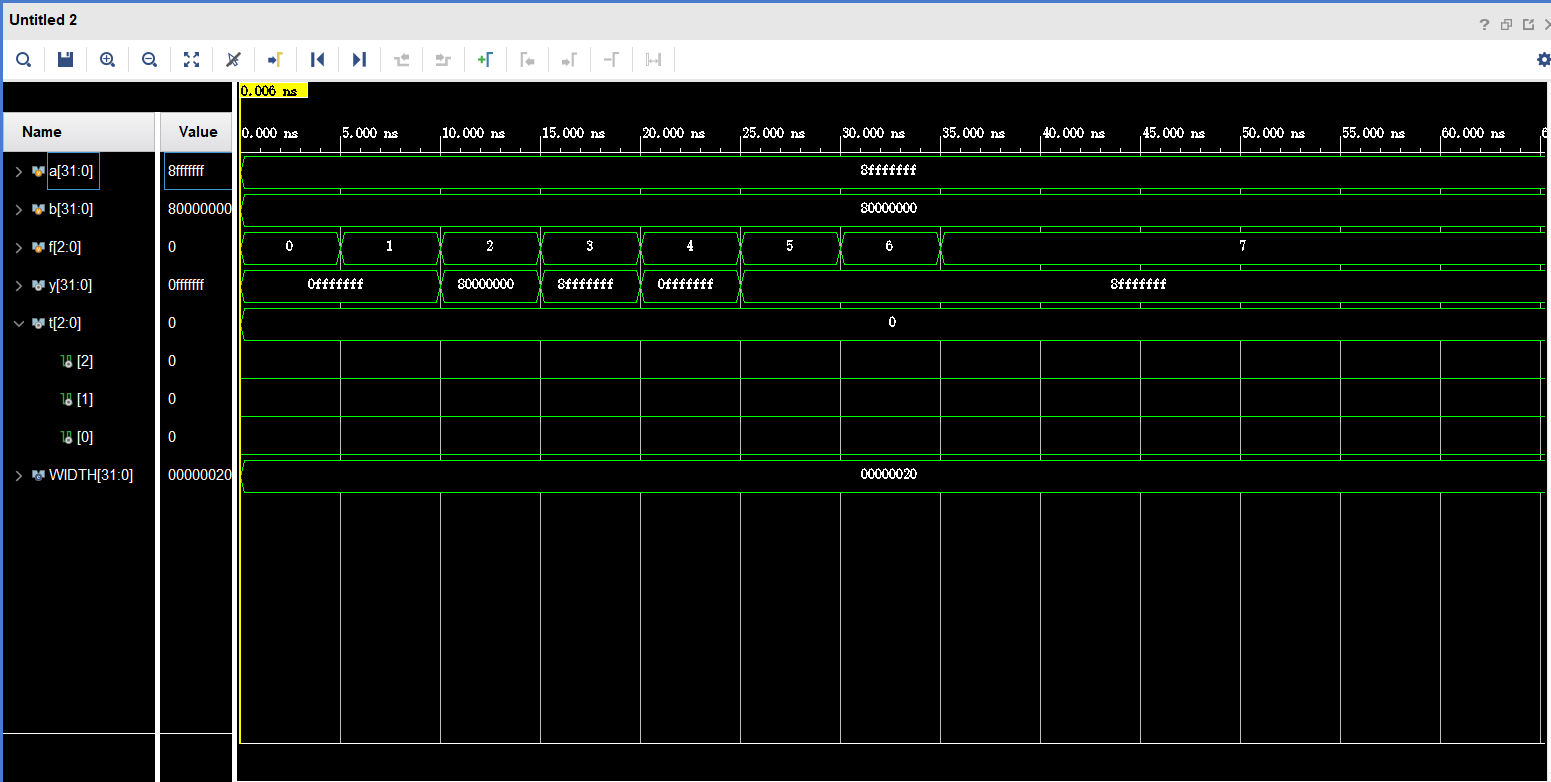 Untitled 2
?
0.006 ns
Name Value
0.000 ns 5.000 ns 10.000 ns 15.000 ns 20.000 ns 25.000 ns 30.000 ns 35.000 ns 40.000 ns 45.000 ns 50.000 ns 55.000 ns 60.000 ns 6
a[31:0] 8fffffff 8fffffff
b[31:0] 80000000 80000000
f[2:0] 0 0 1 2 3 4 5 6 7
y[31:0] 0fffffff 0fffffff 80000000 8fffffff 0fffffff 8fffffff
t[2:0] 0 0
[2] 0
[1] 0
[0] 0
WIDTH[31:0] 00000020 00000020